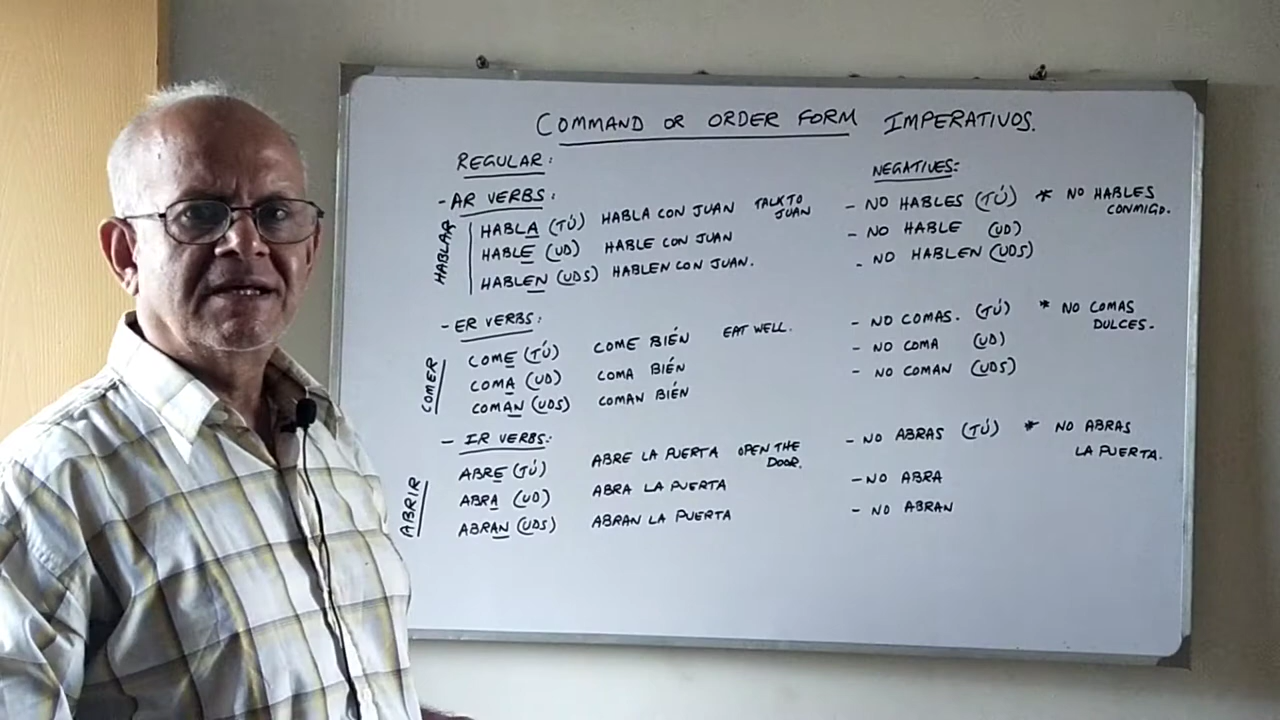 COMMAND OR ORDER FORM IMPERATIVOS.
REGULAR:
NEGATIVES:
-AR VERBS:
HABLAR
HABLA (TÚ) HABLA CON JUAN TALK TO JUAN
HABLE (UD) HABLE CON JUAN
HABLEN (UDS) HABLEN CON JUAN.
- NO HABLES (TÚ) * NO HABLES CONMIGO.
- NO HABLE (UD)
- NO HABLEN (UDS)
-ER VERBS:
COMER
COME (TÚ) COME BIÉN EAT WELL.
COMA (UD) COMA BIÉN
COMAN (UDS) COMAN BIÉN
- NO COMAS. (TÚ) * NO COMAS DULCES.
- NO COMA (UD)
- NO COMAN (UDS)
- IR VERBS:
ABRIR
ABRE (TÚ) ABRE LA PUERTA OPEN THE DOOR.
ABRA (UD) ABRA LA PUERTA
ABRAN (UDS) ABRAN LA PUERTA
- NO ABRAS (TÚ) * NO ABRAS LA PUERTA.
- NO ABRA
- NO ABRAN